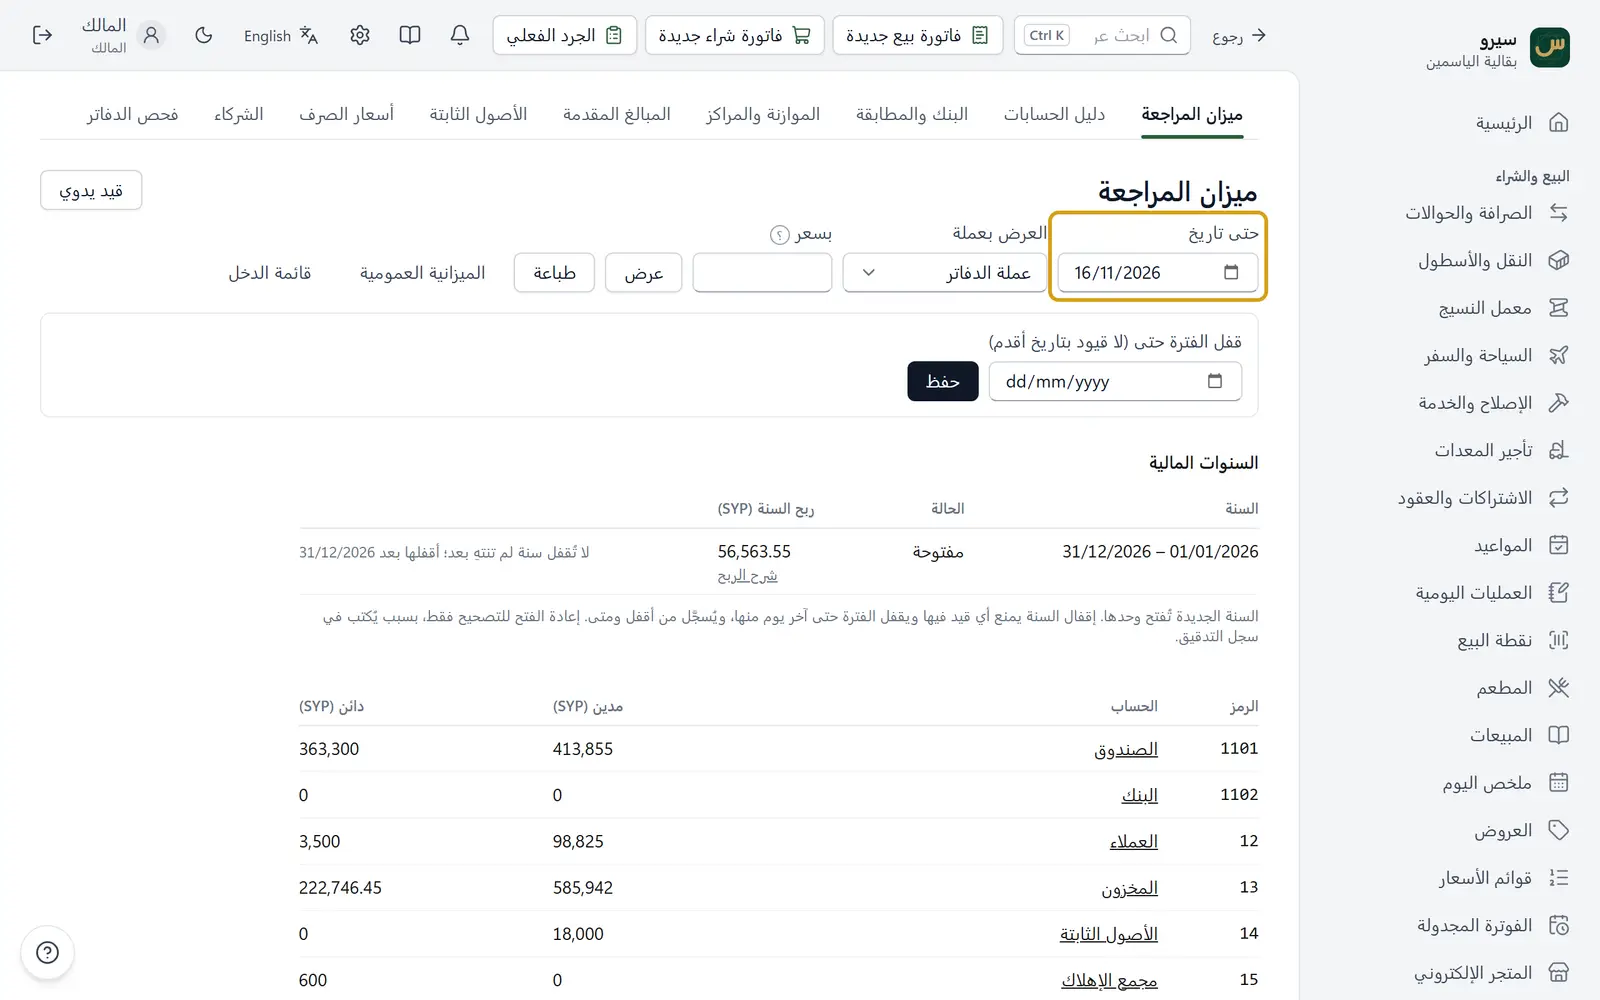 سيرو
بقالية الياسمين
رجوع
ابحث عر
Ctrl K
فاتورة بيع جديدة
فاتورة شراء جديدة
الجرد الفعلي
English
المالك
المالك
الرئيسية
البيع والشراء
الصرافة والحوالات
النقل والأسطول
معمل النسيج
السياحة والسفر
الإصلاح والخدمة
تأجير المعدات
الاشتراكات والعقود
المواعيد
العمليات اليومية
نقطة البيع
المطعم
المبيعات
ملخص اليوم
العروض
قوائم الأسعار
الفوترة المجدولة
المتجر الإلكتروني
ميزان المراجعة
دليل الحسابات
البنك والمطابقة
الموازنة والمراكز
المبالغ المقدمة
الأصول الثابتة
أسعار الصرف
الشركاء
فحص الدفاتر
ميزان المراجعة
قيد يدوي
حتى تاريخ
العرض بعملة
بسعر ؟
16/11/2026
عملة الدفاتر
عرض
طباعة
الميزانية العمومية
قائمة الدخل
قفل الفترة حتى (لا قيود بتاريخ أقدم)
dd/mm/yyyy
حفظ
السنوات المالية
السنة الحالة ربح السنة (SYP)
01/01/2026 – 31/12/2026 مفتوحة 56,563.55 لا تُقفل سنة لم تنتهِ بعد؛ أقفلها بعد 31/12/2026
شرح الربح
السنة الجديدة تُفتح وحدها. إقفال السنة يمنع أي قيد فيها ويقفل الفترة حتى آخر يوم منها، ويُسجَّل من أقفل ومتى. إعادة الفتح للتصحيح فقط، بسبب يُكتب في
سجل التدقيق.
الرمز الحساب مدين (SYP) دائن (SYP)
1101 الصندوق 413,855 363,300
1102 البنك 0 0
12 العملاء 98,825 3,500
13 المخزون 585,942 222,746.45
14 الأصول الثابتة 18,000 0
15 مجمع الإهلاك 0 600